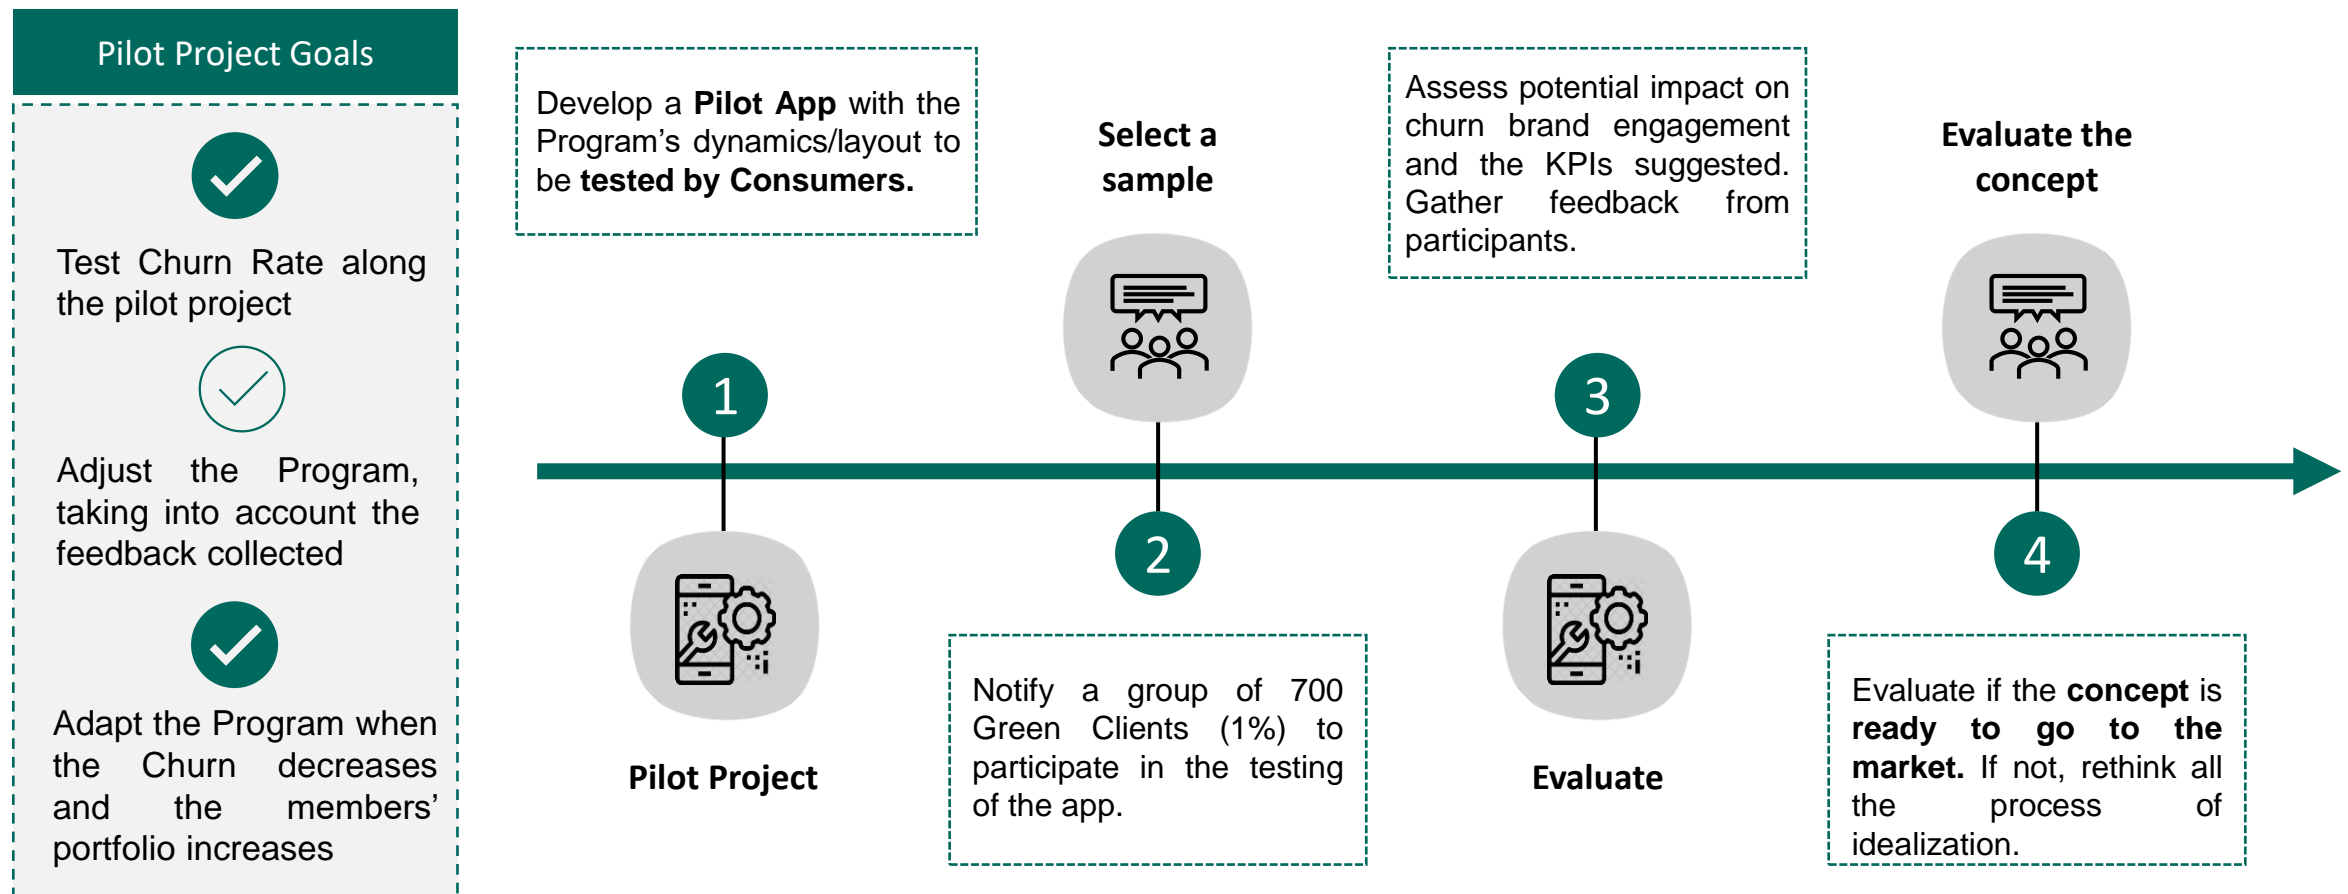 Pilot Project Goals
Test Churn Rate along
the pilot project
Adjust the Program,
taking into account the
feedback collected
Adapt the Program when
the Churn decreases
and the members’
portfolio increases
Develop a Pilot App with the
Program’s dynamics/layout to
be tested by Consumers.
1
Pilot Project
Select a
sample
2
Notify a group of 700
Green Clients (1%) to
participate in the testing
of the app.
Assess potential impact on
churn brand engagement
and the KPIs suggested.
Gather feedback from
participants.
3
Evaluate
Evaluate the
concept
4
Evaluate if the concept is
ready to go to the
market. If not, rethink all
the process of
idealization.